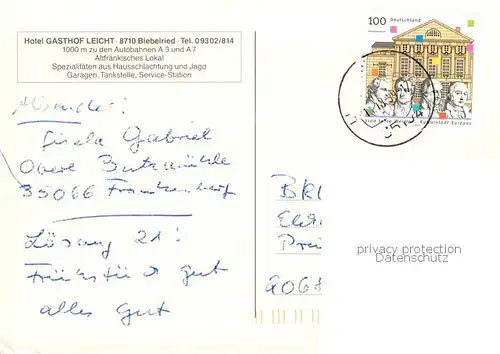 Hotel GASTHOF LEICHT · 8710 Biebelried · Tel. 09302/814
1000 m zu den Autobahnen A 3 und A 7
Altfränkisches Lokal
Spezialitäten aus Hausschlachtung und Jagd
Garagen, Tankstelle, Service-Station
100 Deutschland
Kulturstadt Europas
Absender:
Gisela Gabriel
Obere
35066 Frankenberg
Lösung 21:
Frühstück gut
alles gut
privacy protection
Datenschutz